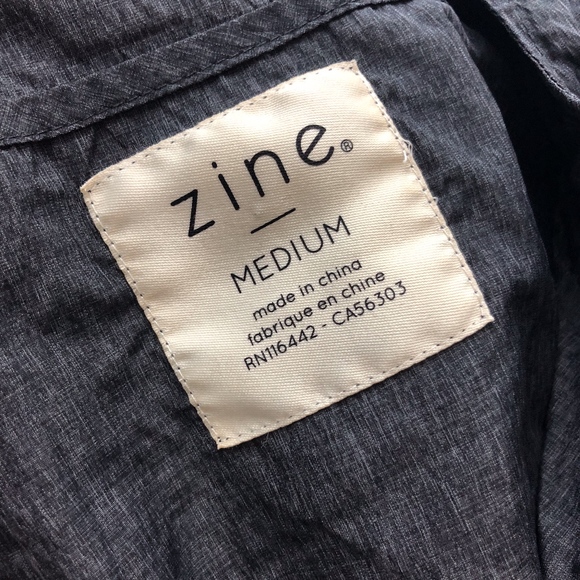 zine®
MEDIUM
made in china
fabrique en chine
RN116442 - CA56303